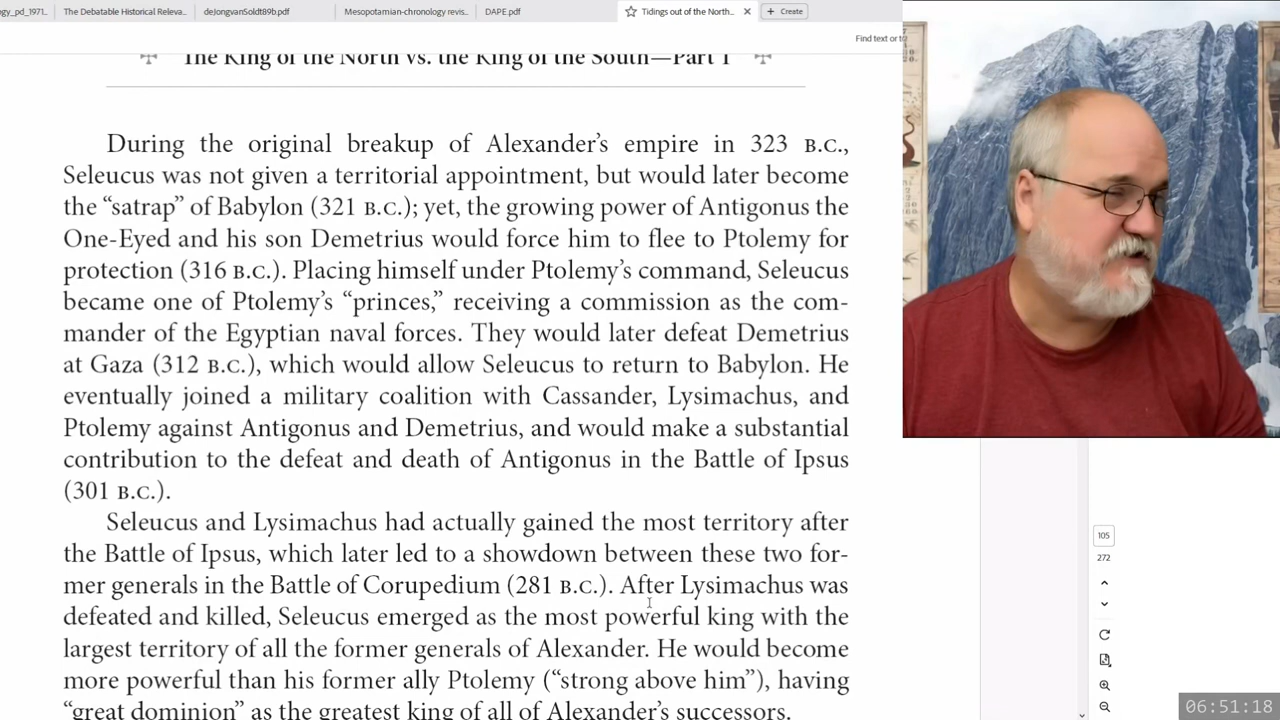 ogy_pd_1971... The Debatable Historical Releva... deJongvanSoldt89b.pdf Mesopotamian-chronology revis... DAPE.pdf Tidings out of the North... Create
Find text or to
The King of the North vs. the King of the South—Part 1
During the original breakup of Alexander's empire in 323 B.C.,
Seleucus was not given a territorial appointment, but would later become
the “satrap” of Babylon (321 B.C.); yet, the growing power of Antigonus the
One-Eyed and his son Demetrius would force him to flee to Ptolemy for
protection (316 B.C.). Placing himself under Ptolemy’s command, Seleucus
became one of Ptolemy’s “princes,” receiving a commission as the com-
mander of the Egyptian naval forces. They would later defeat Demetrius
at Gaza (312 B.C.), which would allow Seleucus to return to Babylon. He
eventually joined a military coalition with Cassander, Lysimachus, and
Ptolemy against Antigonus and Demetrius, and would make a substantial
contribution to the defeat and death of Antigonus in the Battle of Ipsus
(301 B.C.).
Seleucus and Lysimachus had actually gained the most territory after
the Battle of Ipsus, which later led to a showdown between these two for-
mer generals in the Battle of Corupedium (281 B.C.). After Lysimachus was
defeated and killed, Seleucus emerged as the most powerful king with the
largest territory of all the former generals of Alexander. He would become
more powerful than his former ally Ptolemy (“strong above him”), having
“great dominion” as the greatest king of all of Alexander’s successors.
105
272
06:51:18